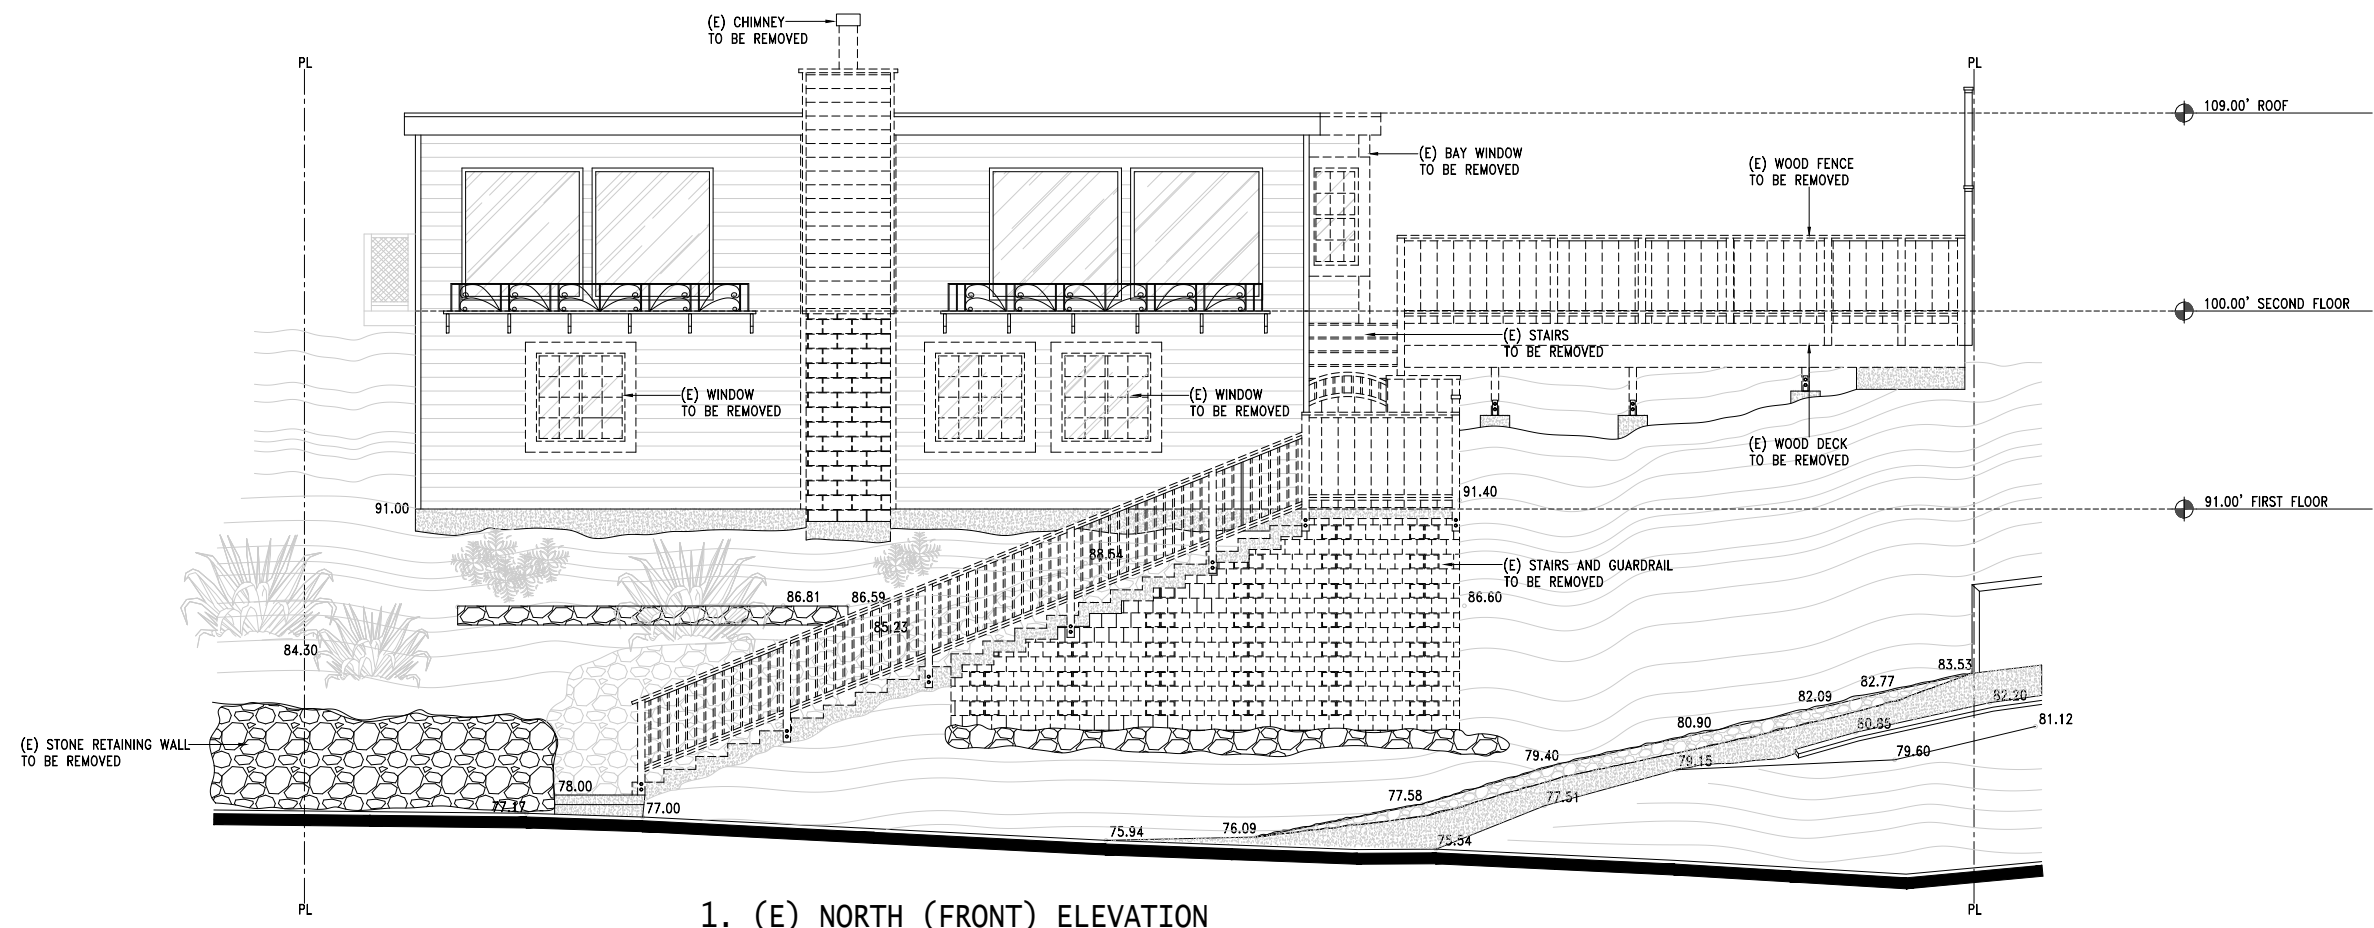 (E) CHIMNEY
TO BE REMOVED
PL
PL
109.00' ROOF
(E) BAY WINDOW
TO BE REMOVED
(E) WOOD FENCE
TO BE REMOVED
100.00' SECOND FLOOR
(E) STAIRS
TO BE REMOVED
(E) WINDOW
TO BE REMOVED
(E) WINDOW
TO BE REMOVED
(E) WOOD DECK
TO BE REMOVED
91.00
91.40
91.00' FIRST FLOOR
88.64
(E) STAIRS AND GUARDRAIL
TO BE REMOVED
86.81
86.59
86.60
85.23
84.60
83.53
82.77
82.09
82.20
80.90
80.85
81.12
(E) STONE RETAINING WALL
TO BE REMOVED
79.40
79.15
79.60
78.00
77.17
77.00
77.58
77.51
75.94
76.09
75.54
PL
PL
1. (E) NORTH (FRONT) ELEVATION